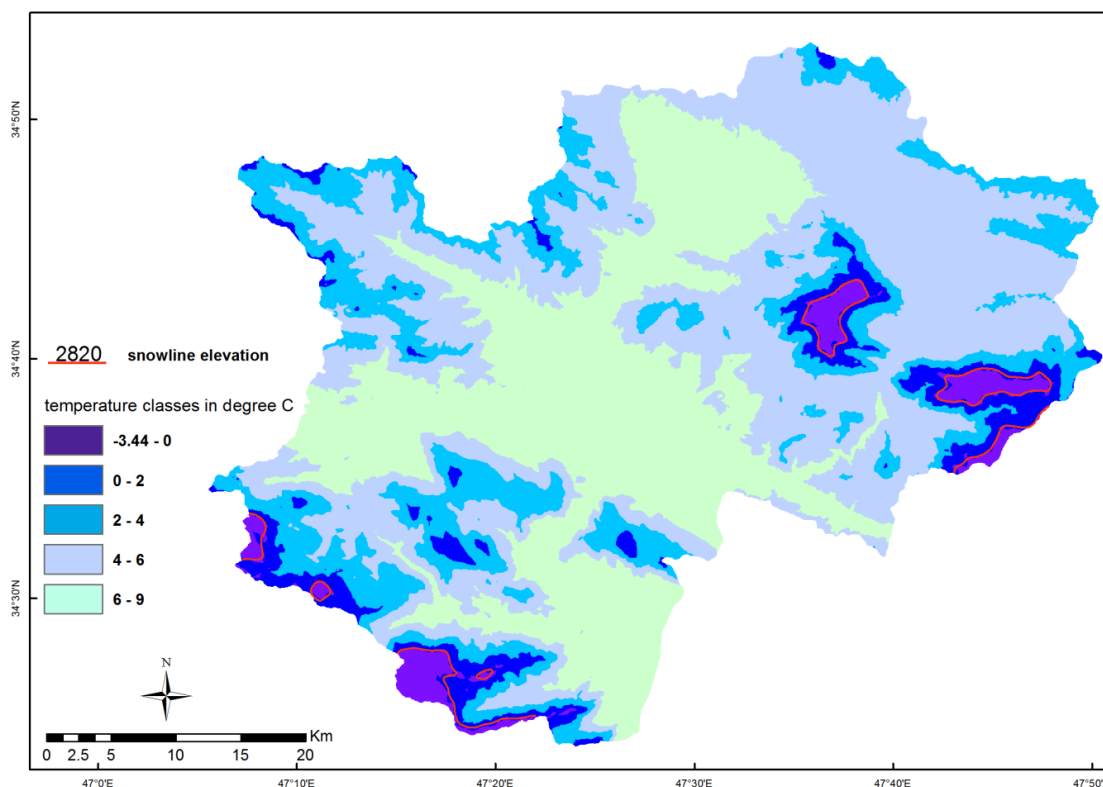 34°50'N
34°40'N
34°30'N
2820 snowline elevation
temperature classes in degree C
-3.44 - 0
0 - 2
2 - 4
4 - 6
6 - 9
N
Km
0 2.5 5 10 15 20
47°0'E 47°10'E 47°20'E 47°30'E 47°40'E 47°50'E